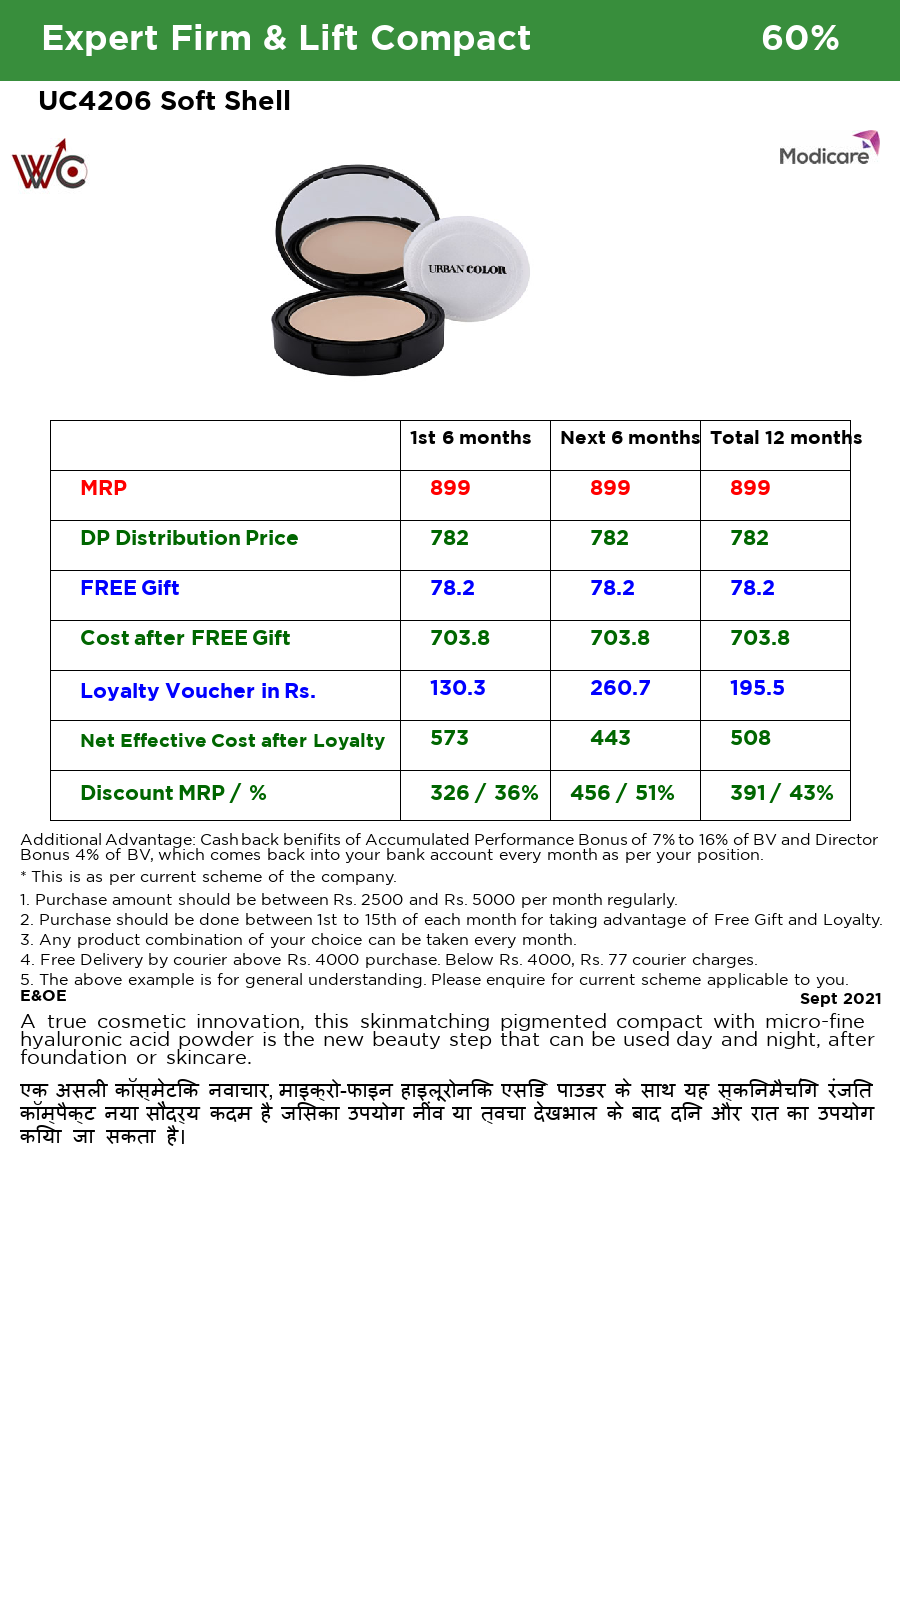 Expert Firm & Lift Compact 60%
UC4206 Soft Shell
WC
Modicare
URBAN COLOR
1st 6 months Next 6 months Total 12 months
MRP 899 899 899
DP Distribution Price 782 782 782
FREE Gift 78.2 78.2 78.2
Cost after FREE Gift 703.8 703.8 703.8
Loyalty Voucher in Rs. 130.3 260.7 195.5
Net Effective Cost after Loyalty 573 443 508
Discount MRP / % 326 / 36% 456 / 51% 391 / 43%
Additional Advantage: Cashback benifits of Accumulated Performance Bonus of 7% to 16% of BV and Director
Bonus 4% of BV, which comes back into your bank account every month as per your position.
* This is as per current scheme of the company.
1. Purchase amount should be between Rs. 2500 and Rs. 5000 per month regularly.
2. Purchase should be done between 1st to 15th of each month for taking advantage of Free Gift and Loyalty.
3. Any product combination of your choice can be taken every month.
4. Free Delivery by courier above Rs. 4000 purchase. Below Rs. 4000, Rs. 77 courier charges.
5. The above example is for general understanding. Please enquire for current scheme applicable to you.
E&OE Sept 2021
A true cosmetic innovation, this skinmatching pigmented compact with micro-fine
hyaluronic acid powder is the new beauty step that can be used day and night, after
foundation or skincare.
एक असली कॉस्मेटिक नवाचार, माइक्रो-फाइन हाइलूरोनिक एसिड पाउडर के साथ यह स्किनमैचिंग रंजित
कॉम्पैक्ट नया सौंदर्य कदम है जिसका उपयोग नींव या त्वचा देखभाल के बाद दिन और रात का उपयोग
किया जा सकता है।